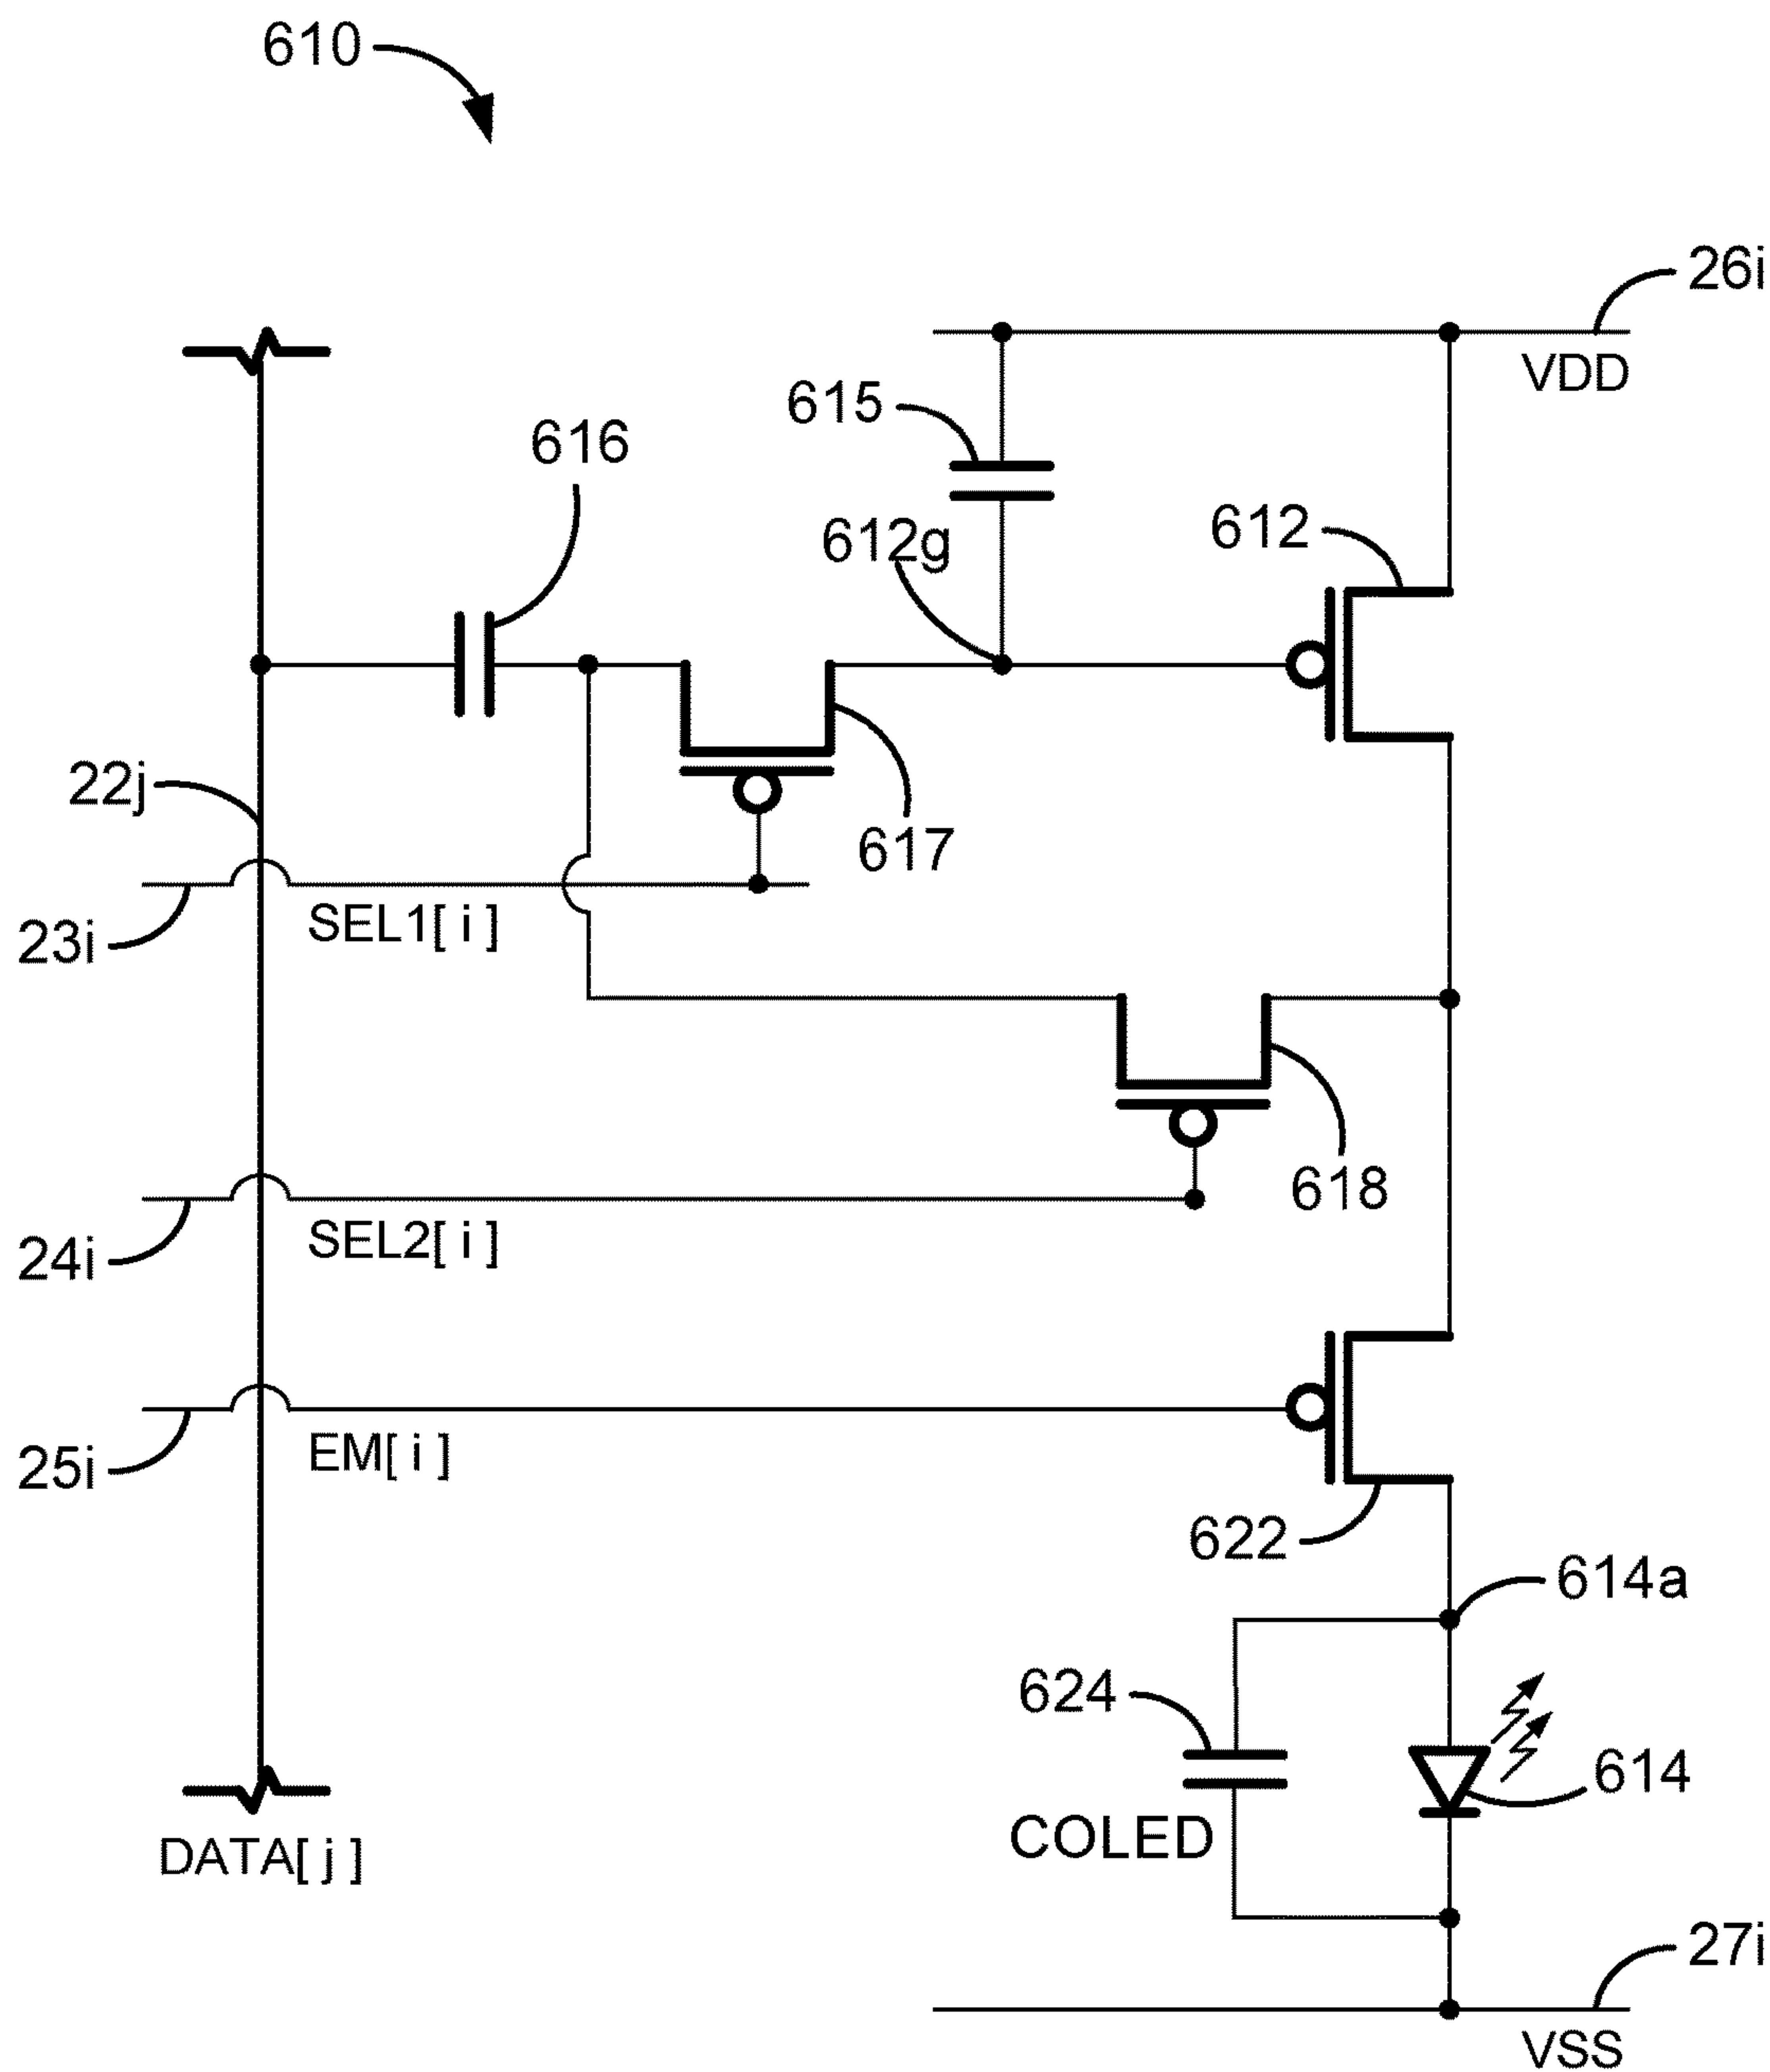 610
26i
VDD
615
616
612g
612
22j
617
SEL1[ i ]
23i
618
SEL2[ i ]
24i
EM[ i ]
25i
622
614a
624
614
COLED
DATA[ j ]
27i
VSS